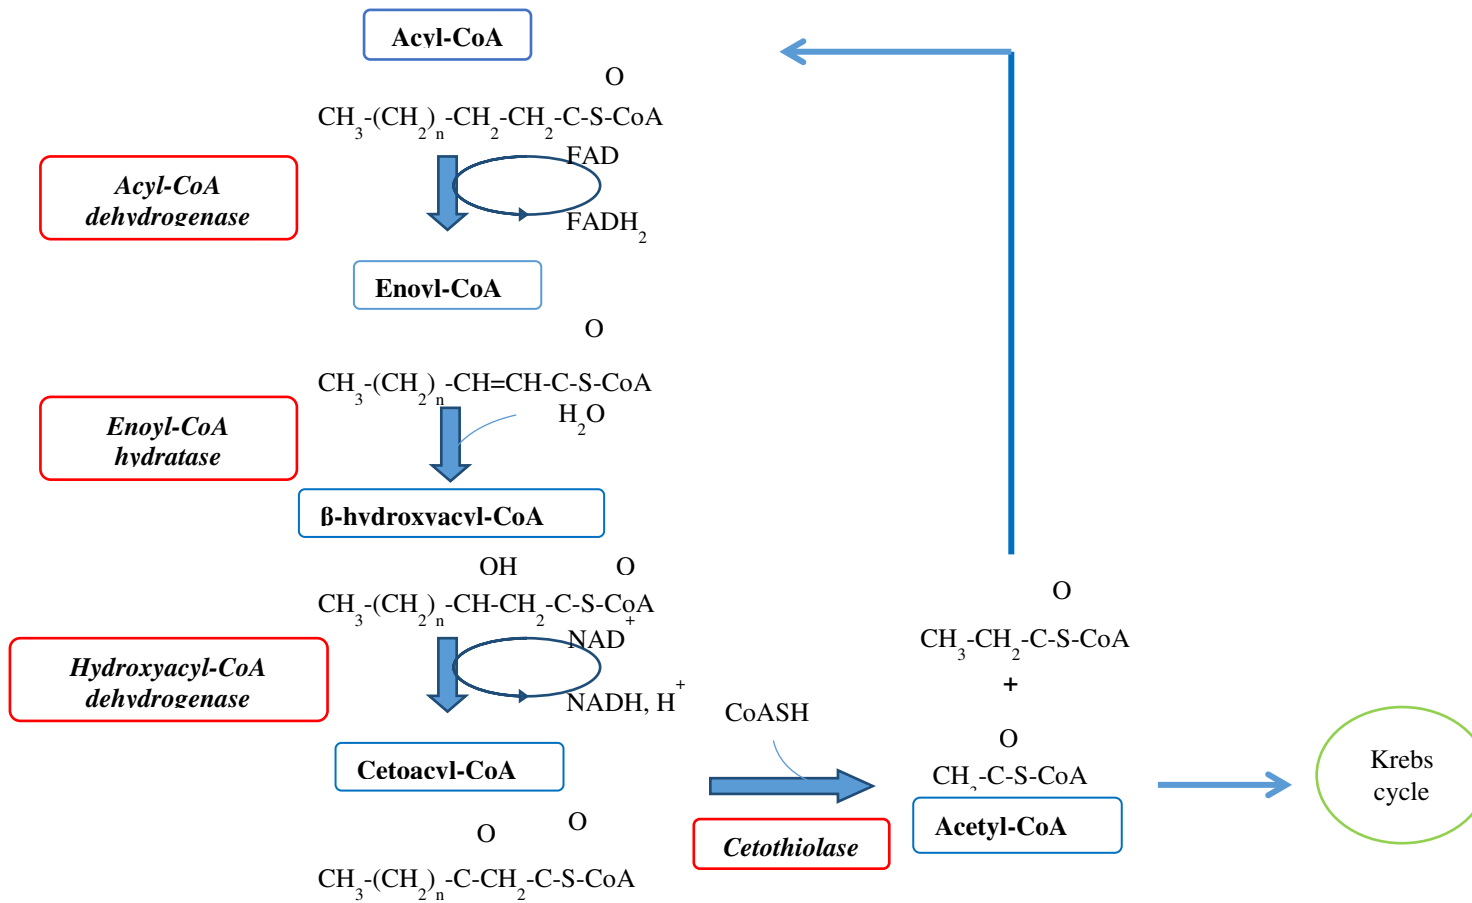 Acyl-CoA
O
CH3-(CH2)n-CH2-CH2-C-S-CoA
FAD
Acyl-CoA
dehydrogenase
FADH2
Enoyl-CoA
O
CH3-(CH2)n-CH=CH-C-S-CoA
H2O
Enoyl-CoA
hydratase
ß-hydroxyacyl-CoA
OH O
CH3-(CH2)n-CH-CH2-C-S-CoA
NAD+
Hydroxyacyl-CoA
dehydrogenase
NADH, H+
Cetoacyl-CoA
O O
CH3-(CH2)n-C-CH2-C-S-CoA
CoASH
Cetothiolase
O
CH3-CH2-C-S-CoA
+
O
CH3-C-S-CoA
Acetyl-CoA
Krebs
cycle